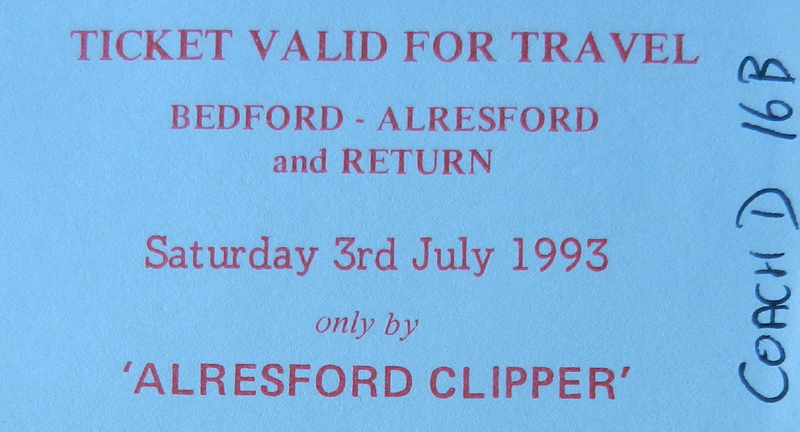 TICKET VALID FOR TRAVEL
BEDFORD - ALRESFORD
and RETURN
Saturday 3rd July 1993
only by
'ALRESFORD CLIPPER'
COACH D 16B